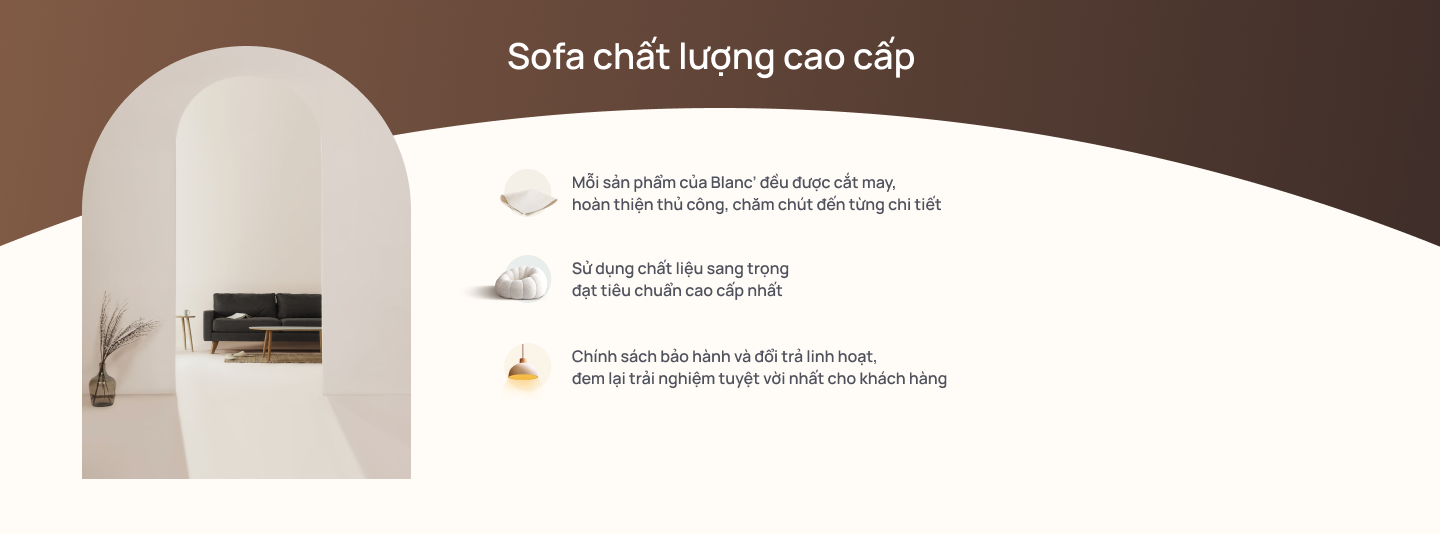 Sofa chất lượng cao cấp
Mỗi sản phẩm của Blanc' đều được cắt may,
hoàn thiện thủ công, chăm chút đến từng chi tiết
Sử dụng chất liệu sang trọng
đạt tiêu chuẩn cao cấp nhất
Chính sách bảo hành và đổi trả linh hoạt,
đem lại trải nghiệm tuyệt vời nhất cho khách hàng